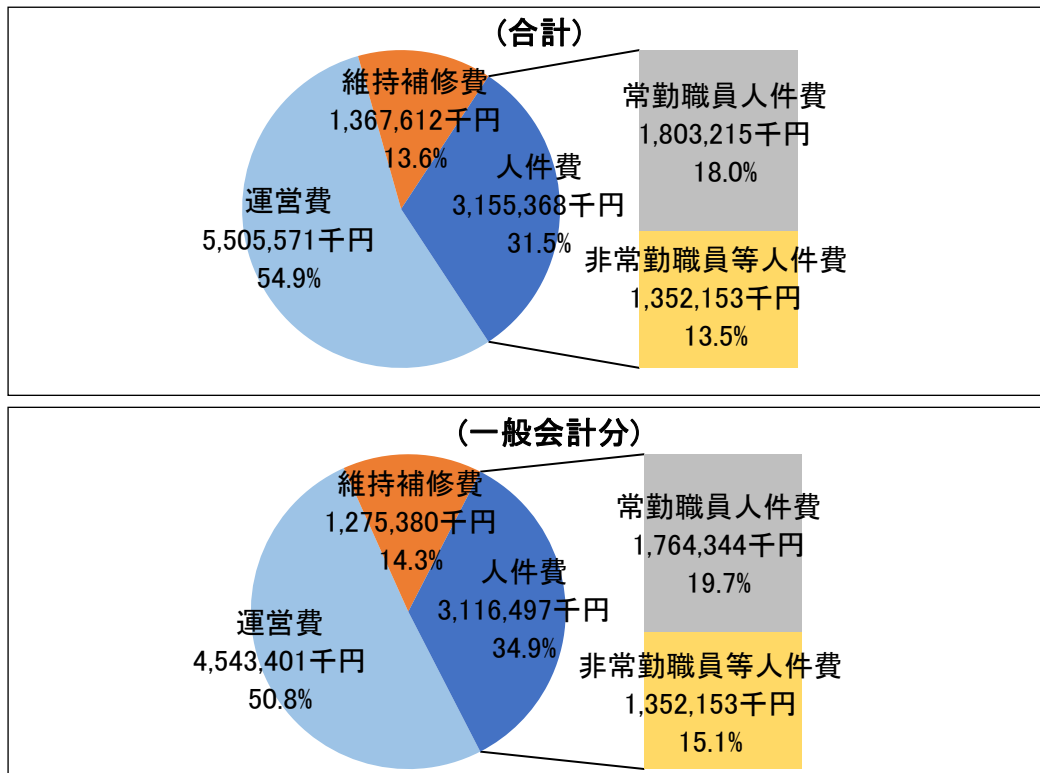 (合計)
維持補修費
1,367,612千円
13.6%
人件費
3,155,368千円
31.5%
運営費
5,505,571千円
54.9%
常勤職員人件費
1,803,215千円
18.0%
非常勤職員等人件費
1,352,153千円
13.5%
(一般会計分)
維持補修費
1,275,380千円
14.3%
人件費
3,116,497千円
34.9%
運営費
4,543,401千円
50.8%
常勤職員人件費
1,764,344千円
19.7%
非常勤職員等人件費
1,352,153千円
15.1%